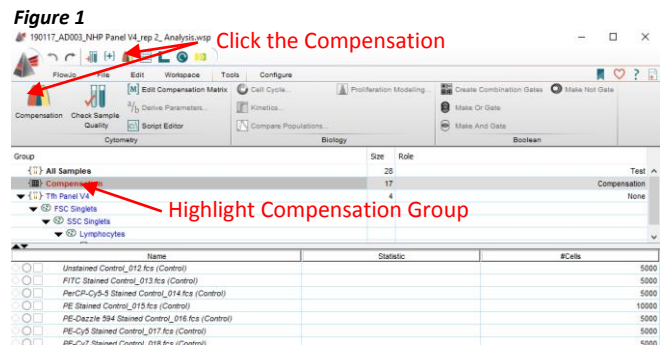 Figure 1
190117_AD003_NHP Panel V4_rep 2_ Analysis.wsp
Click the Compensation
FlowJo File Edit Workspace Tools Configure
Compensation
Check Sample Quality
Edit Compensation Matrix
Derive Parameters...
Script Editor
Cell Cycle...
Kinetics...
Compare Populations...
Proliferation Modeling...
Create Combination Gates
Make Or Gate
Make And Gate
Make Not Gate
Cytometry Biology Boolean
Group Size Role
All Samples 28 Test
Compensation 17 Compensation
Tfh Panel V4 4 None
FSC Singlets
SSC Singlets
Lymphocytes
Highlight Compensation Group
Name Statistic #Cells
Unstained Control_012.fcs (Control) 5000
FITC Stained Control_013.fcs (Control) 5000
PerCP-Cy5-5 Stained Control_014.fcs (Control) 5000
PE Stained Control_015.fcs (Control) 10000
PE-Dazzle 594 Stained Control_016.fcs (Control) 5000
PE-Cy5 Stained Control_017.fcs (Control) 5000
PE-Cy7 Stained Control_018.fcs (Control) 5000